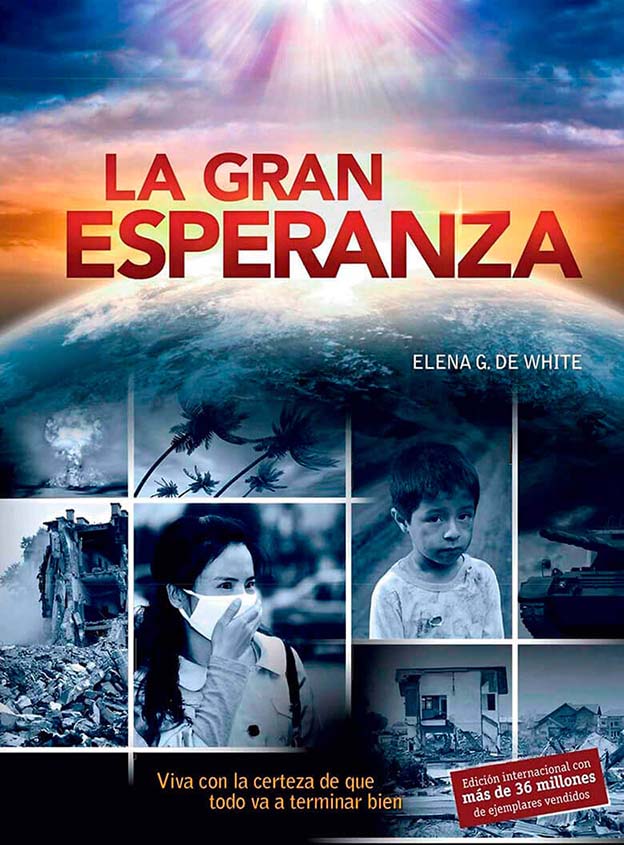 LA GRAN
ESPERANZA
ELENA G. DE WHITE
Viva con la certeza de que
todo va a terminar bien
Edición internacional con
más de 36 millones
de ejemplares vendidos